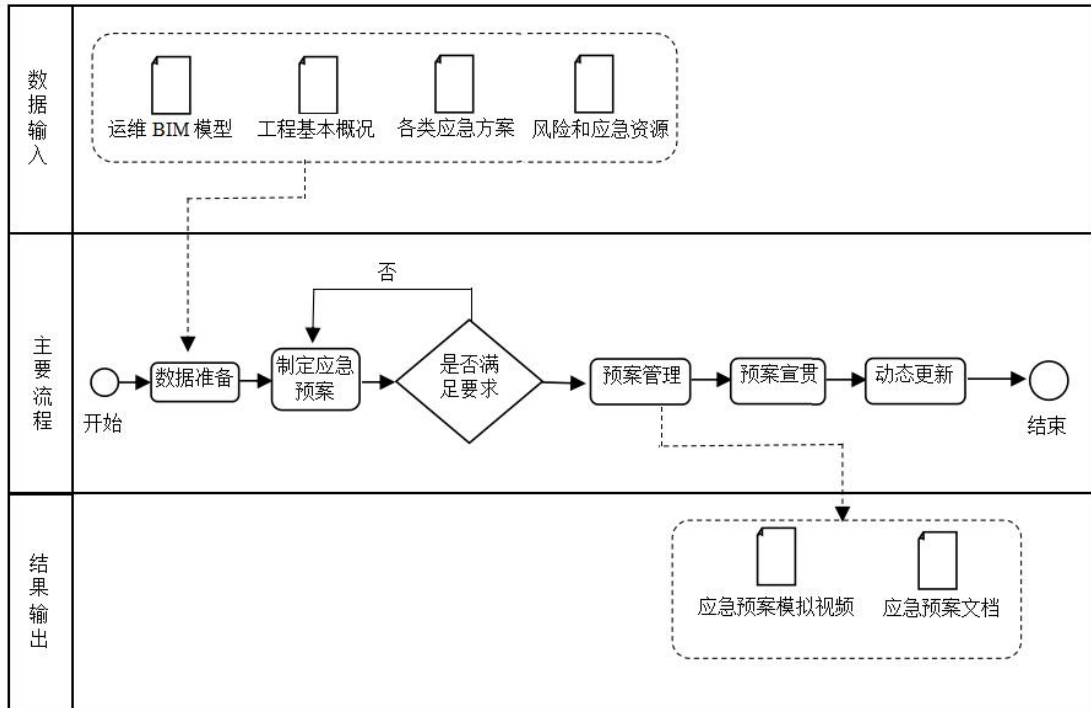 数据输入
运维 BIM 模型
工程基本概况
各类应急方案
风险和应急资源
主要流程
否
开始
数据准备
制定应急
预案
是否满
足要求
预案管理
预案宣贯
动态更新
结束
结果输出
应急预案模拟视频
应急预案文档